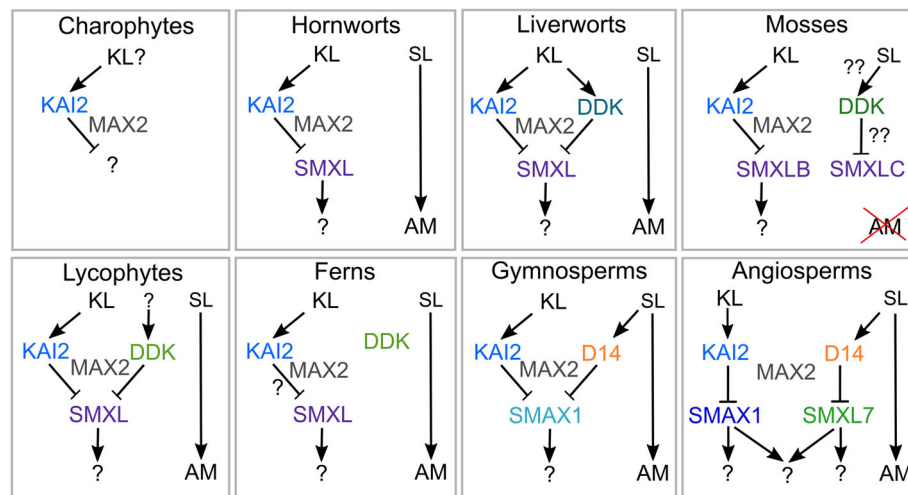 Charophytes
KL?
KAI2
MAX2
?
Hornworts
KL SL
KAI2
MAX2
SMXL
? AM
Liverworts
KL SL
KAI2 DDK
MAX2
SMXL
? AM
Mosses
KL SL
??
KAI2 DDK
MAX2 ??
SMXLB SMXLC
? AM
Lycophytes
KL ? SL
KAI2 DDK
MAX2
SMXL
? AM
Ferns
KL SL
KAI2 DDK
MAX2
?
SMXL
? AM
Gymnosperms
KL SL
KAI2 D14
MAX2
SMAX1
? AM
Angiosperms
KL SL
KAI2 D14
MAX2
SMAX1 SMXL7
? ? ? AM